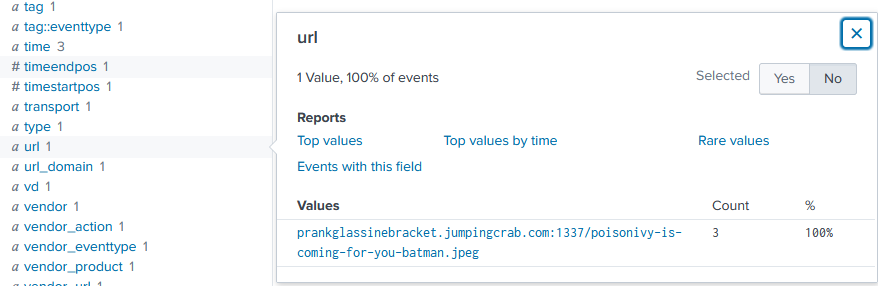 a tag 1
a tag::eventtype 1
a time 3
# timeendpos 1
# timestartpos 1
a transport 1
a type 1
a url 1
a url_domain 1
a vd 1
a vendor 1
a vendor_action 1
a vendor_eventtype 1
a vendor_product 1
a vendor_url 1
url
1 Value, 100% of events
Selected Yes No
Reports
Top values Top values by time Rare values
Events with this field
Values Count %
prankglassinebracket.jumpingcrab.com:1337/poisonivy-is- 3 100%
coming-for-you-batman.jpeg